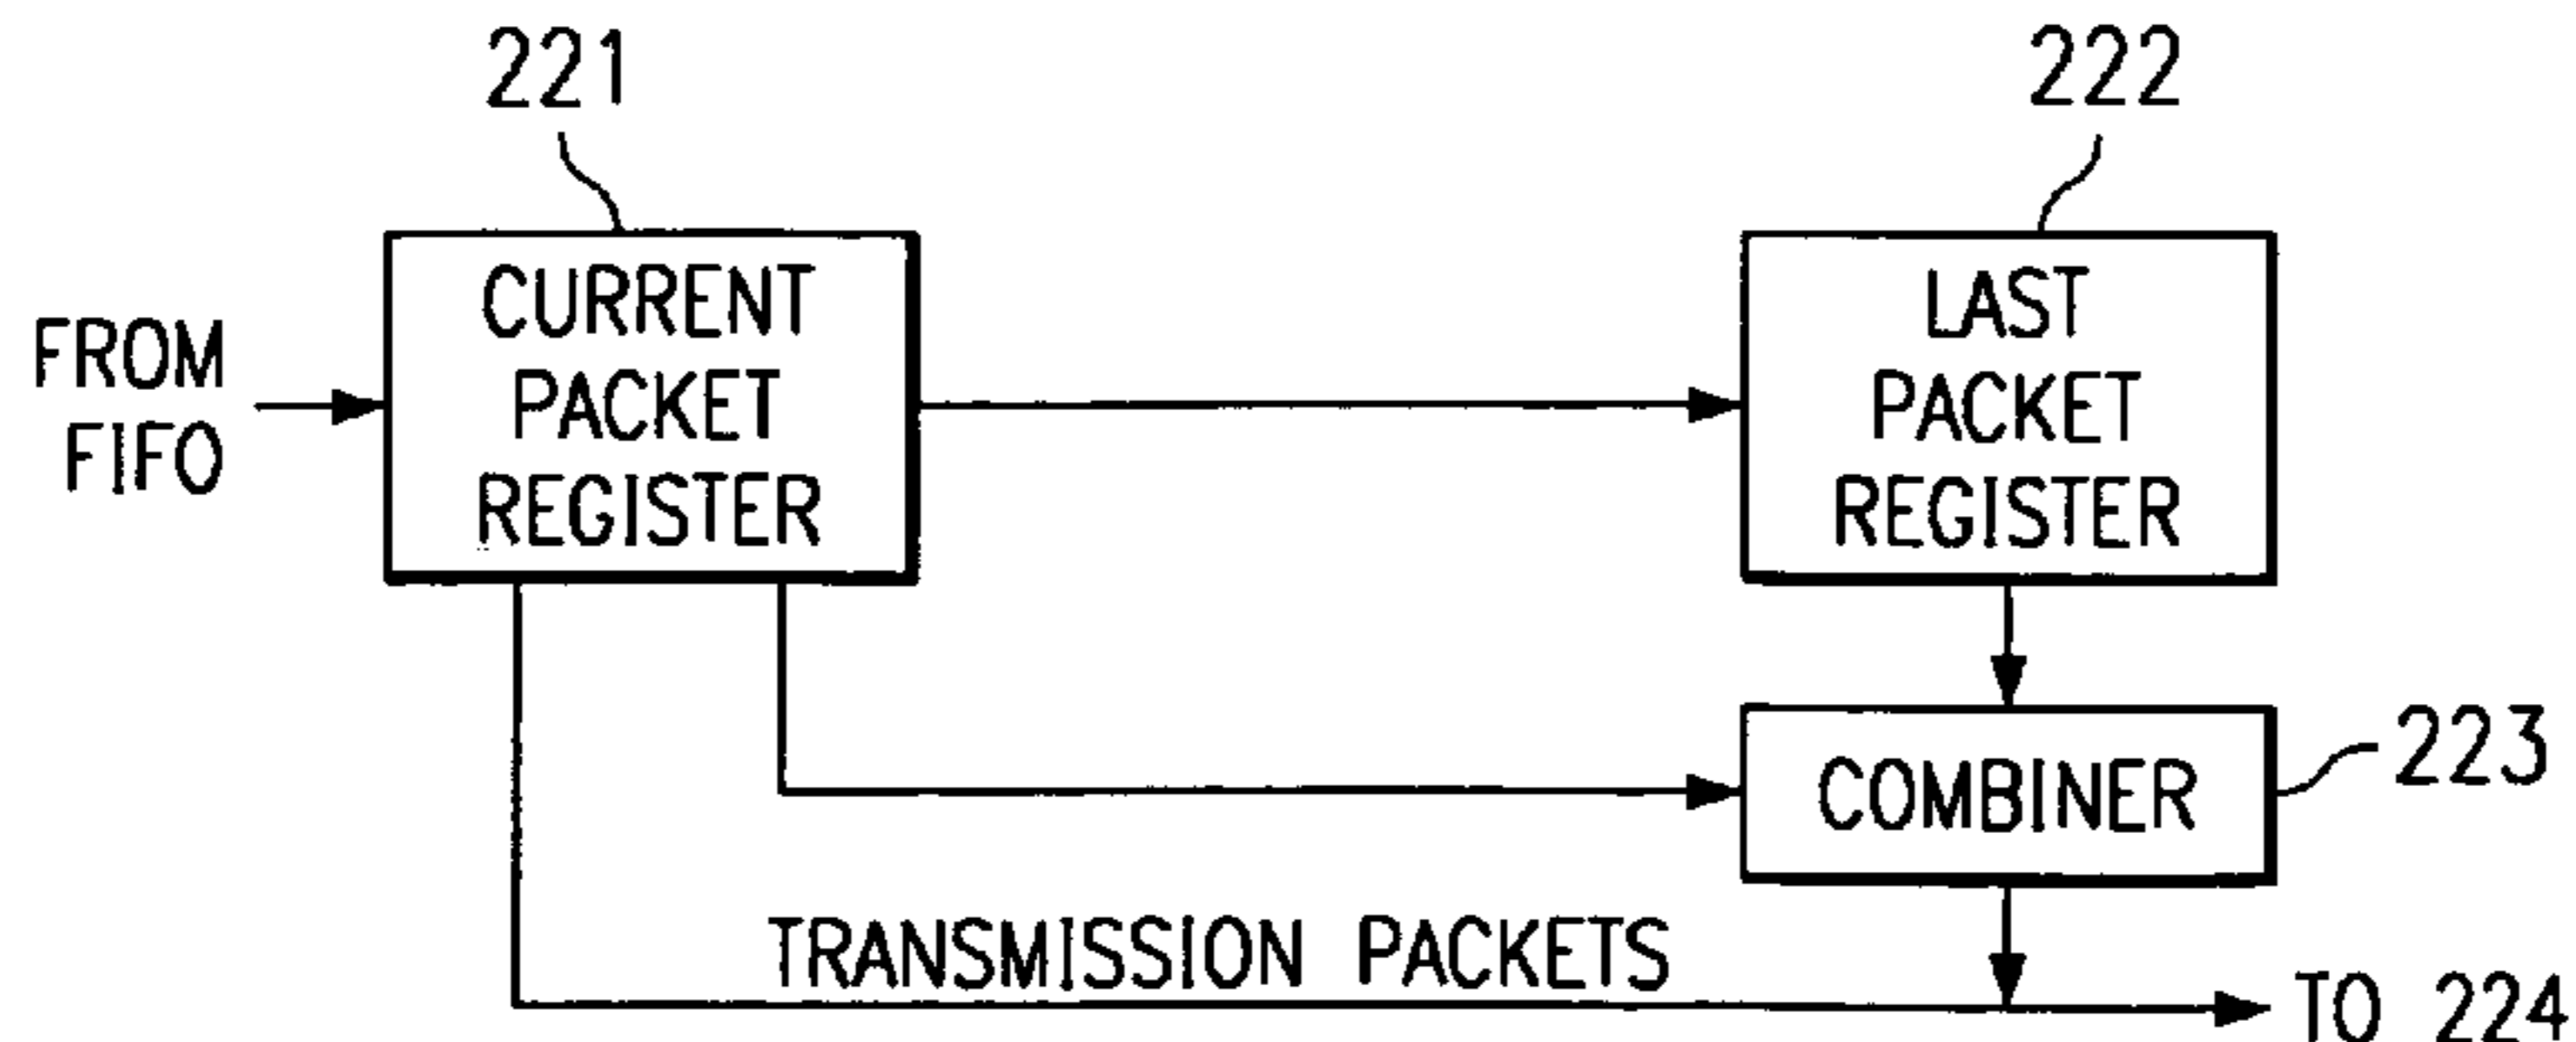 221
222
FROM
FIFO
CURRENT
PACKET
REGISTER
LAST
PACKET
REGISTER
COMBINER
223
TRANSMISSION PACKETS
TO 224